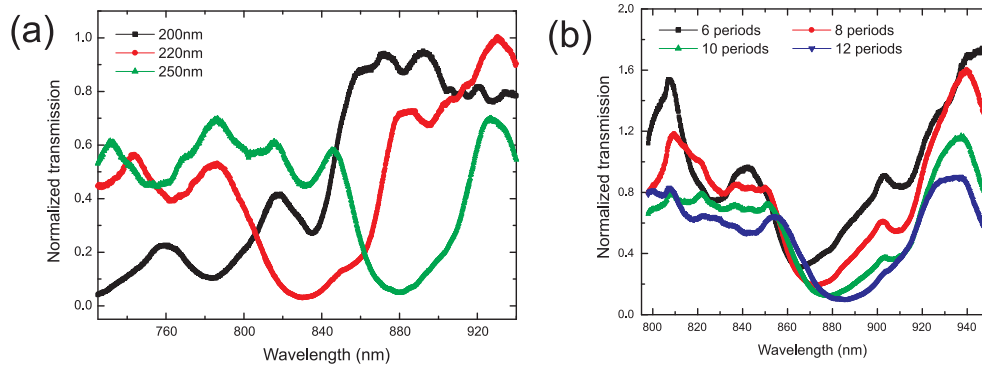 (a)
Normalized transmission
1.0
0.8
0.6
0.4
0.2
0.0
200nm
220nm
250nm
760
800
840
880
920
Wavelength (nm)
(b)
Normalized transmission
2.0
1.6
1.2
0.8
0.4
0.0
6 periods
8 periods
10 periods
12 periods
800
820
840
860
880
900
920
940
Wavelength (nm)